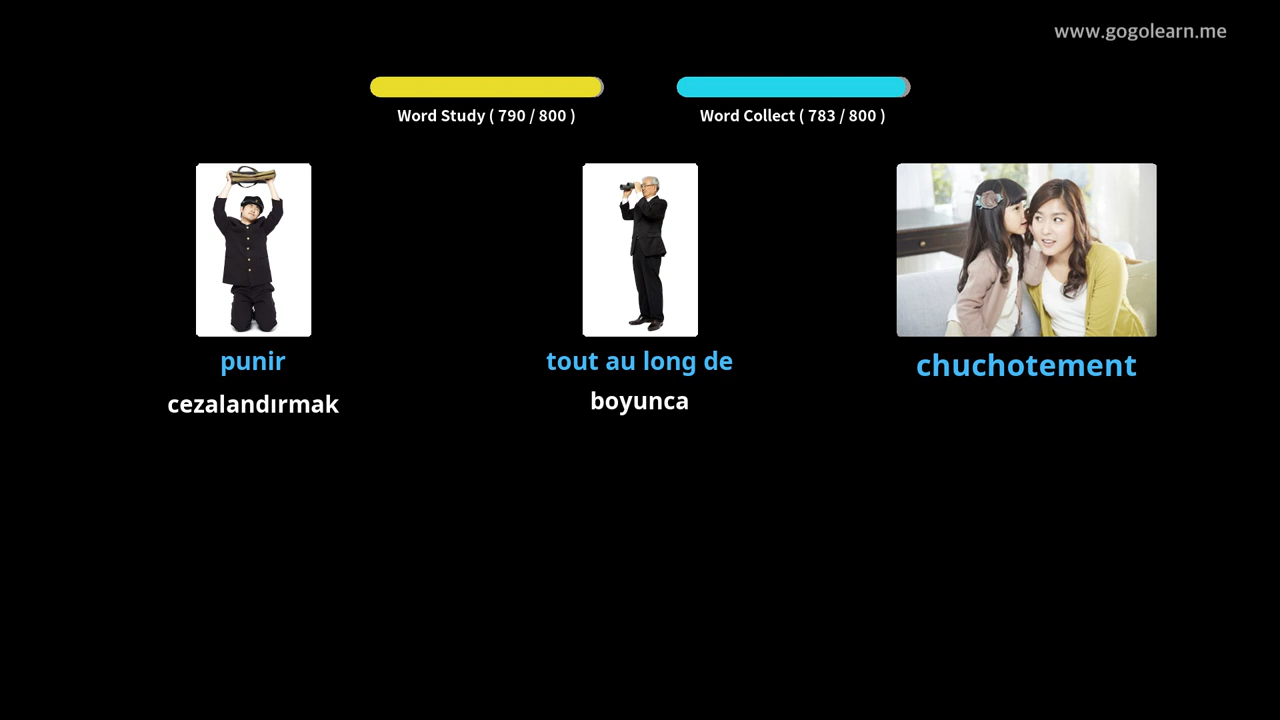 www.gogolearn.me
Word Study ( 790 / 800 )
Word Collect ( 783 / 800 )
punir
cezalandırmak
tout au long de
boyunca
chuchotement